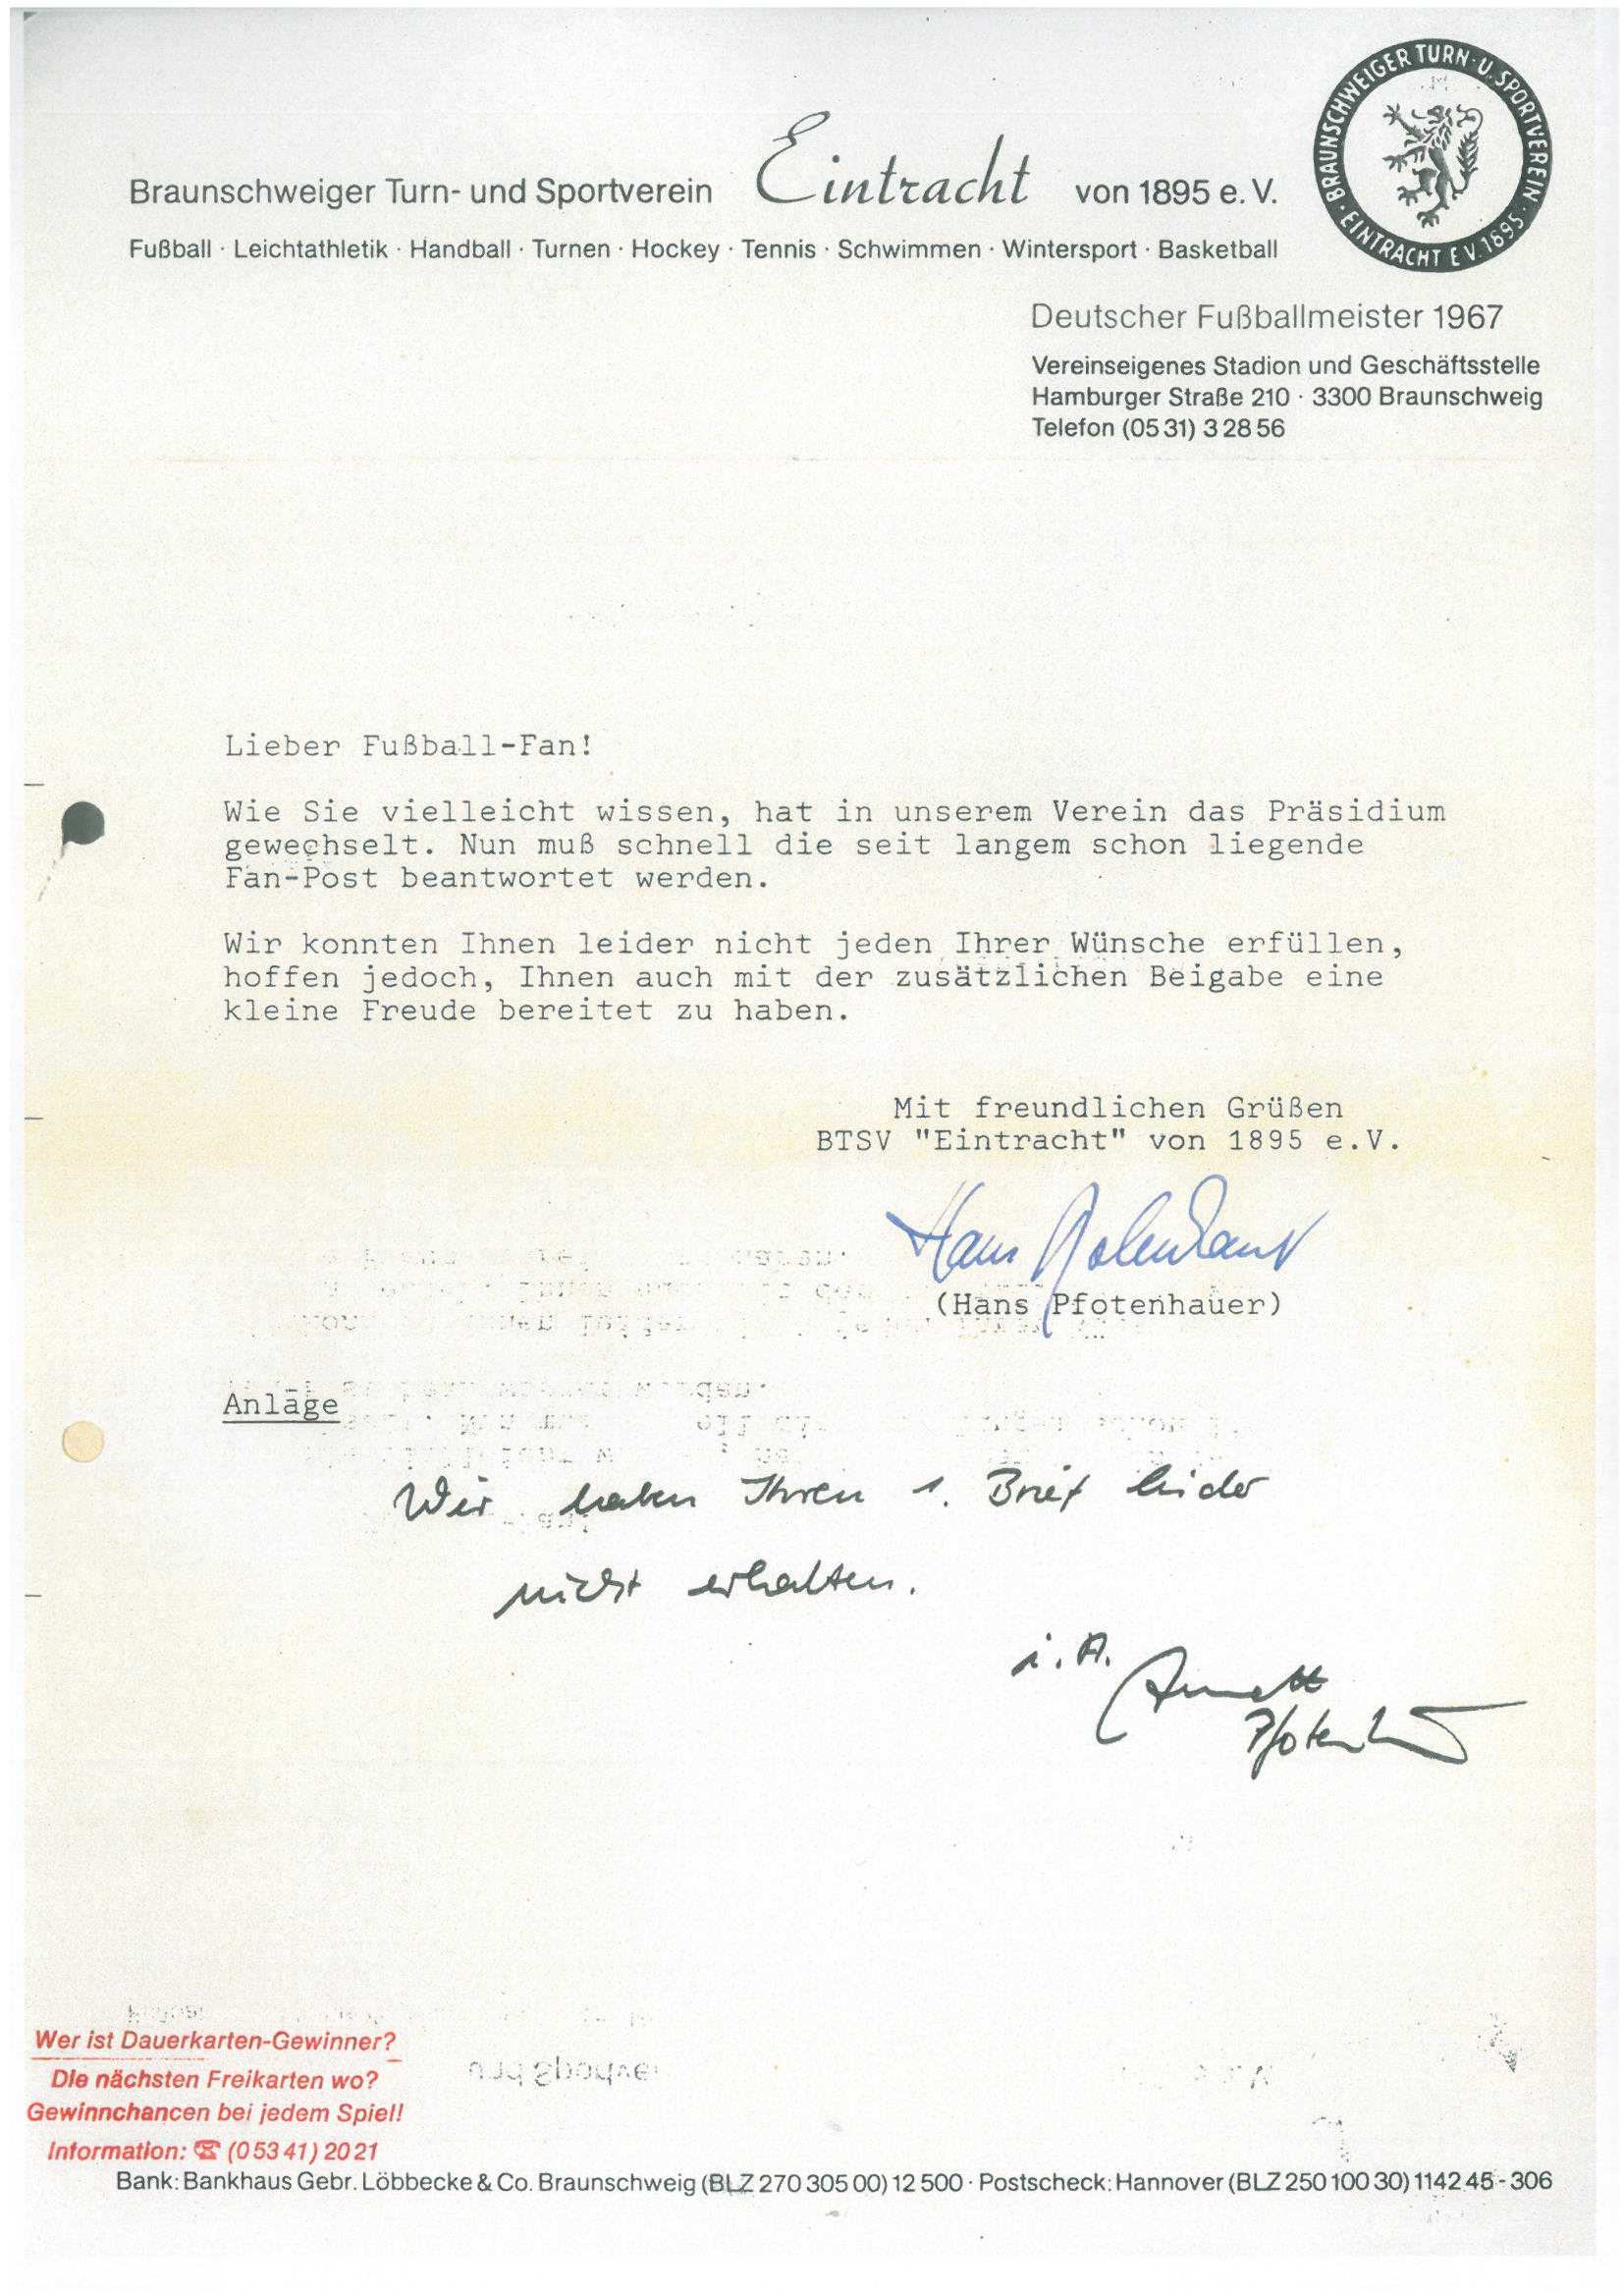 Braunschweiger Turn- und Sportverein Eintracht von 1895 e. V.
Fußball · Leichtathletik · Handball · Turnen · Hockey · Tennis · Schwimmen · Wintersport · Basketball
BRAUNSCHWEIGER TURN- U. SPORTVEREIN · EINTRACHT E V. 1895 ·
Deutscher Fußballmeister 1967
Vereinseigenes Stadion und Geschäftsstelle
Hamburger Straße 210 · 3300 Braunschweig
Telefon (05 31) 3 28 56
Lieber Fußball-Fan!
Wie Sie vielleicht wissen, hat in unserem Verein das Präsidium
gewechselt. Nun muß schnell die seit langem schon liegende
Fan-Post beantwortet werden.
Wir konnten Ihnen leider nicht jeden Ihrer Wünsche erfüllen,
hoffen jedoch, Ihnen auch mit der zusätzlichen Beigabe eine
kleine Freude bereitet zu haben.
Mit freundlichen Grüßen
BTSV "Eintracht" von 1895 e.V.
Hans Pfotenhauer
(Hans Pfotenhauer)
Anlage
Wir haben Ihren 1. Brief leider
nicht erhalten.
i. A.
Wer ist Dauerkarten-Gewinner?
Die nächsten Freikarten wo?
Gewinnchancen bei jedem Spiel!
Information: ☎ (0 53 41) 20 21
Bank: Bankhaus Gebr. Löbbecke & Co. Braunschweig (BLZ 270 305 00) 12 500 · Postscheck: Hannover (BLZ 250 100 30) 1142 45 - 306